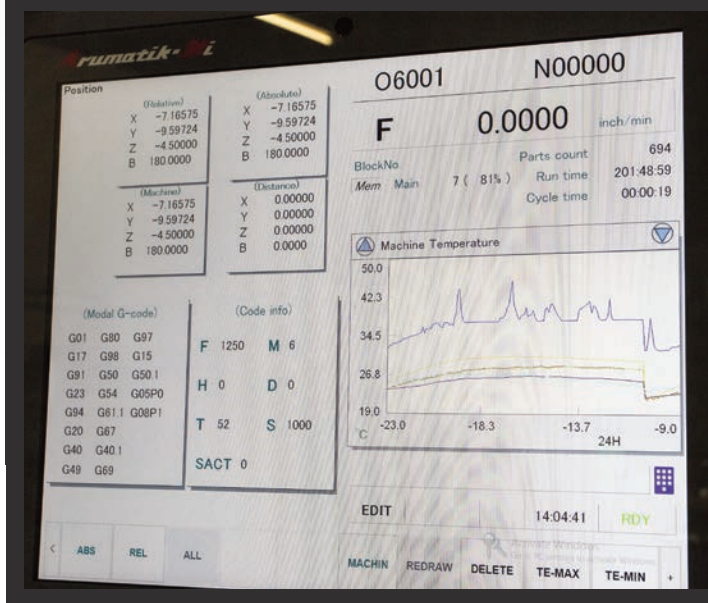 rumatik- i
Position
(Relative)
X -7.16575
Y -9.59724
Z -4.50000
B 180.0000
(Absolute)
X -7.16575
Y -9.59724
Z -4.50000
B 180.0000
(Machine)
X -7.16575
Y -9.59724
Z -4.50000
B 180.0000
(Distance)
X 0.00000
Y 0.00000
Z 0.00000
B 0.0000
(Modal G-code)
G01 G80 G97
G17 G98 G15
G91 G50 G50.1
G23 G54 G05P0
G94 G61.1 G08P1
G20 G67
G40 G40.1
G49 G69
(Code info)
F 1250 M 6
H 0 D 0
T 52 S 1000
SACT 0
< ABS REL ALL
O6001 N00000
F 0.0000 inch/min
BlockNo. Parts count 694
Mem Main 7 ( 81% ) Run time 201:48:59
Cycle time 00:00:19
Machine Temperature
50.0
42.3
34.5
26.8
19.0
°C
-23.0 -18.3 -13.7 -9.0
24H
EDIT 14:04:41 RDY
Activate Windows
MACHIN REDRAW DELETE TE-MAX TE-MIN +